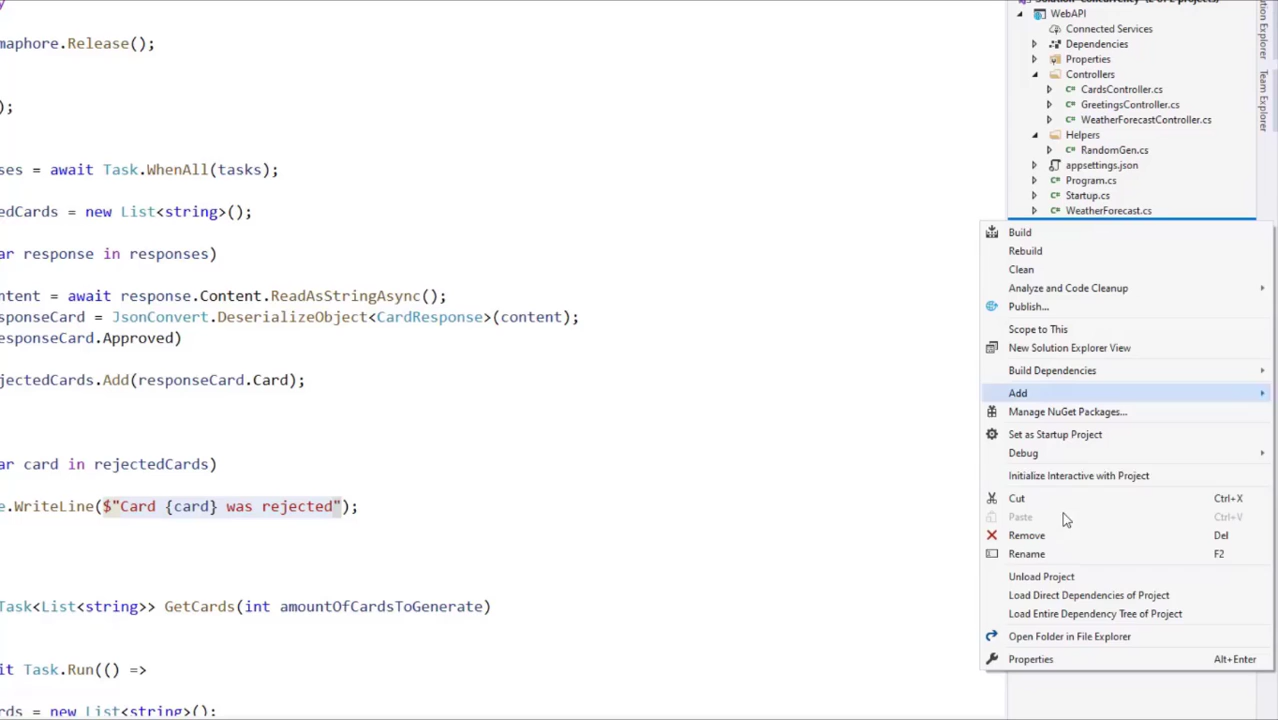 maphore.Release();
);
ses = await Task.WhenAll(tasks);
edCards = new List<string>();
ar response in responses)
ntent = await response.Content.ReadAsStringAsync();
sponseCard = JsonConvert.DeserializeObject<CardResponse>(content);
esponseCard.Approved)
jectedCards.Add(responseCard.Card);
ar card in rejectedCards)
e.WriteLine($"Card {card} was rejected");
Task<List<string>> GetCards(int amountOfCardsToGenerate)
it Task.Run(() =>
rds = new List<string>();
WebAPI
Connected Services
Dependencies
Properties
Controllers
CardsController.cs
GreetingsController.cs
WeatherForecastController.cs
Helpers
RandomGen.cs
appsettings.json
Program.cs
Startup.cs
WeatherForecast.cs
Build
Rebuild
Clean
Analyze and Code Cleanup
Publish...
Scope to This
New Solution Explorer View
Build Dependencies
Add
Manage NuGet Packages...
Set as Startup Project
Debug
Initialize Interactive with Project
Cut Ctrl+X
Paste Ctrl+V
Remove Del
Rename F2
Unload Project
Load Direct Dependencies of Project
Load Entire Dependency Tree of Project
Open Folder in File Explorer
Properties Alt+Enter
Explorer
Team Explorer